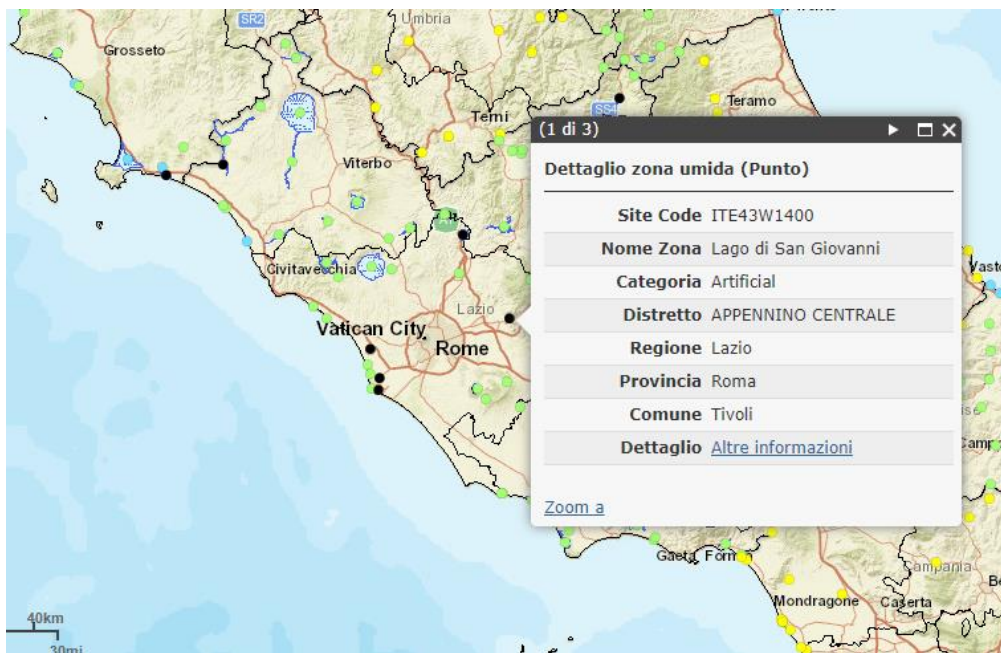 Umbria
SR2
Grosseto
Teramo
SS4
Terni
Viterbo
Civitavecchia
Lazio
Vatican City
Rome
(1 di 3)
Dettaglio zona umida (Punto)
Site Code ITE43W1400
Nome Zona Lago di San Giovanni
Categoria Artificial
Distretto APPENNINO CENTRALE
Regione Lazio
Provincia Roma
Comune Tivoli
Dettaglio Altre informazioni
Zoom a
Gaeta
Campania
Mondragone
Caserta
40km
30mi